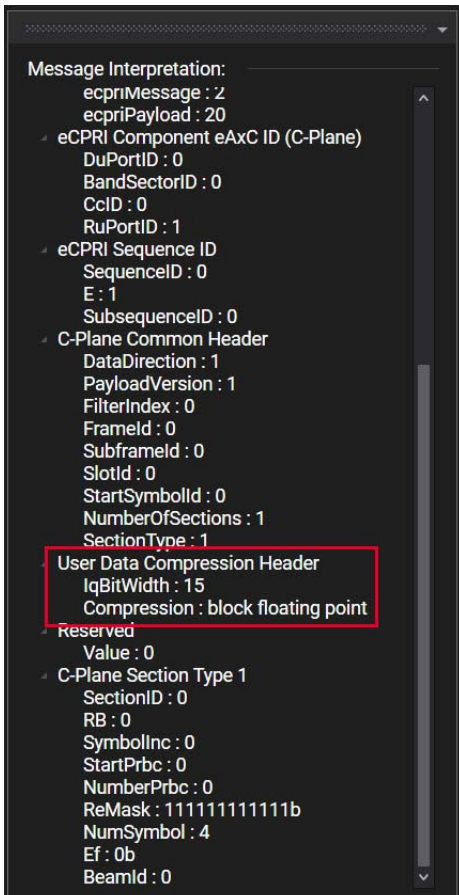 Message Interpretation:
ecpriMessage : 2
ecpriPayload : 20
eCPRI Component eAxC ID (C-Plane)
DuPortID : 0
BandSectorID : 0
CcID : 0
RuPortID : 1
eCPRI Sequence ID
SequenceID : 0
E : 1
SubsequenceID : 0
C-Plane Common Header
DataDirection : 1
PayloadVersion : 1
FilterIndex : 0
FrameId : 0
SubframeId : 0
SlotId : 0
StartSymbolId : 0
NumberOfSections : 1
SectionType : 1
User Data Compression Header
IqBitWidth : 15
Compression : block floating point
Reserved
Value : 0
C-Plane Section Type 1
SectionID : 0
RB : 0
SymbolInc : 0
StartPrbc : 0
NumberPrbc : 0
ReMask : 111111111111b
NumSymbol : 4
Ef : 0b
BeamId : 0